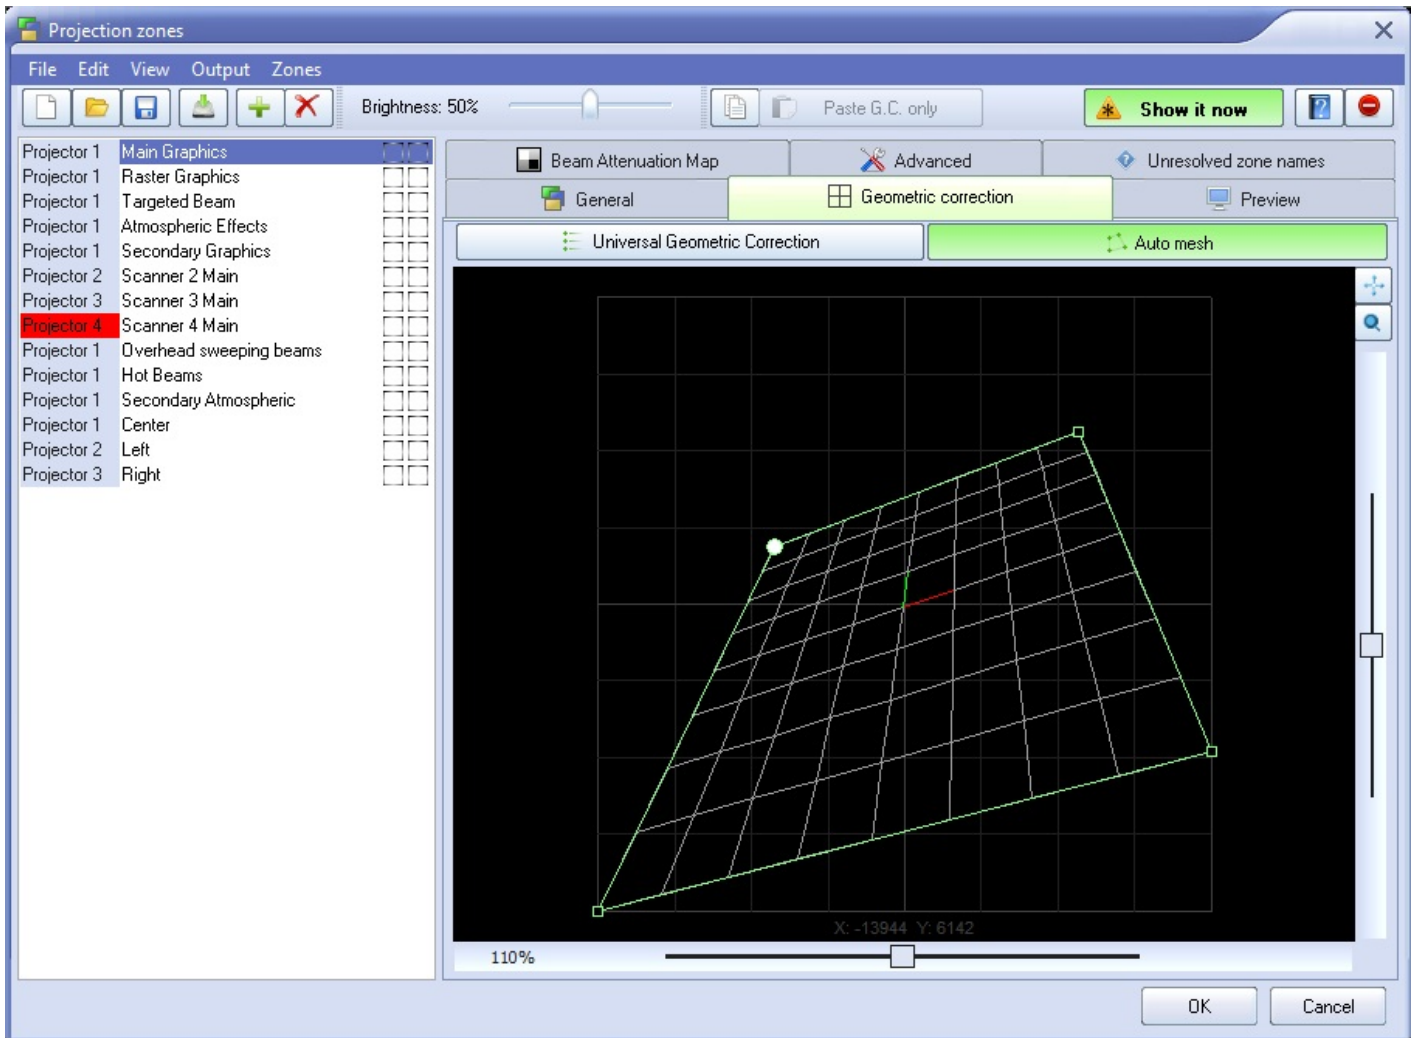 Projection zones
File Edit View Output Zones
Brightness: 50%
Paste G.C. only
Show it now
Projector 1 Main Graphics
Projector 1 Raster Graphics
Projector 1 Targeted Beam
Projector 1 Atmospheric Effects
Projector 1 Secondary Graphics
Projector 2 Scanner 2 Main
Projector 3 Scanner 3 Main
Projector 4 Scanner 4 Main
Projector 1 Overhead sweeping beams
Projector 1 Hot Beams
Projector 1 Secondary Atmospheric
Projector 1 Center
Projector 2 Left
Projector 3 Right
Beam Attenuation Map Advanced Unresolved zone names
General Geometric correction Preview
Universal Geometric Correction Auto mesh
X: -13944 Y: 6142
110%
OK Cancel